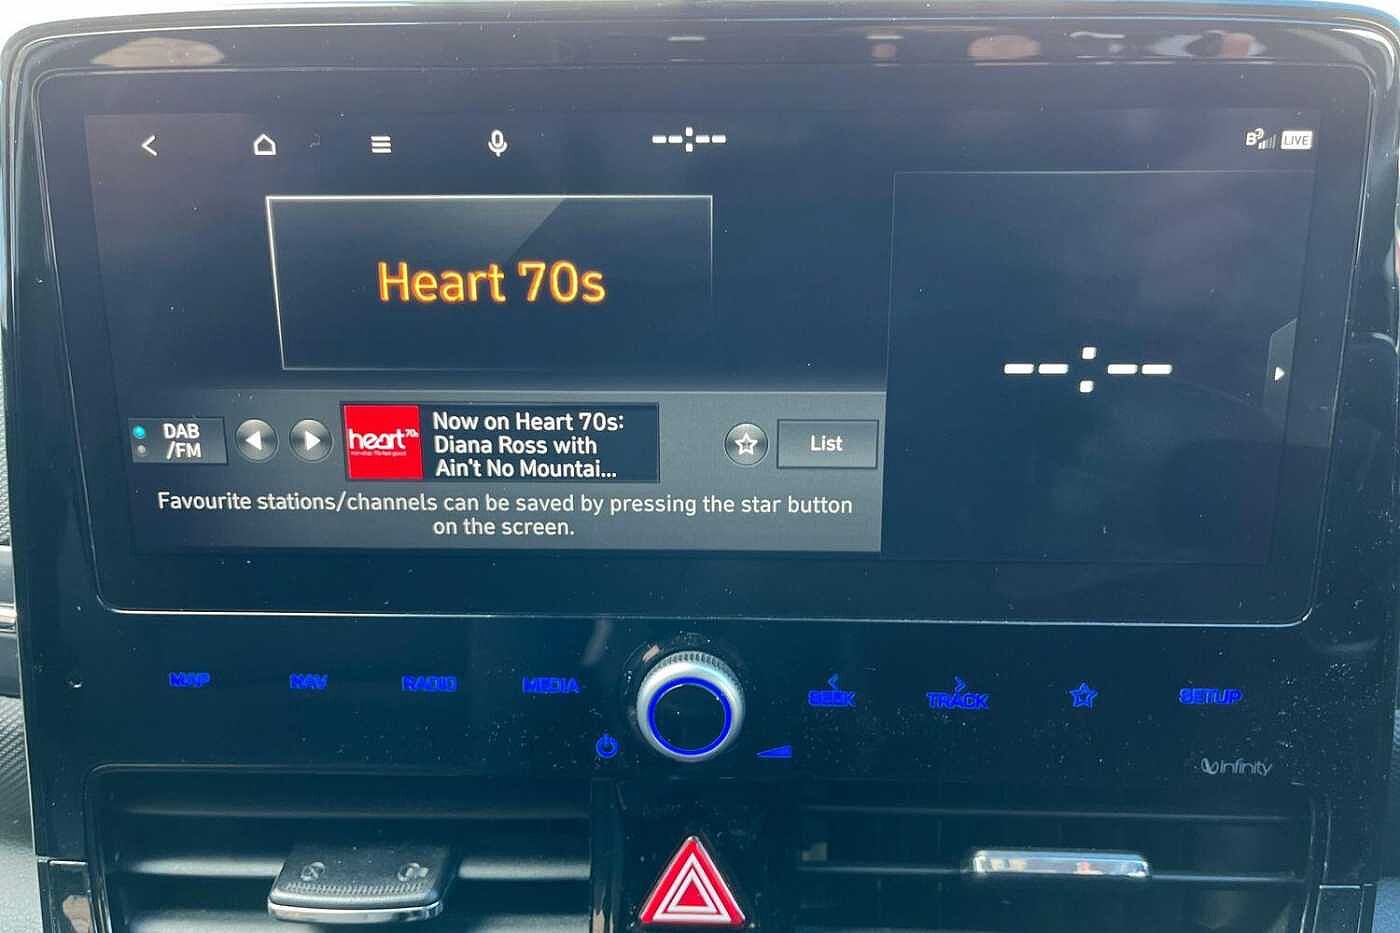 LIVE
Heart 70s
DAB
/FM
heart 70s
Now on Heart 70s:
Diana Ross with
Ain't No Mountai...
List
Favourite stations/channels can be saved by pressing the star button
on the screen.
MAP
NAV
RADIO
MEDIA
SEEK
TRACK
SETUP
infinity